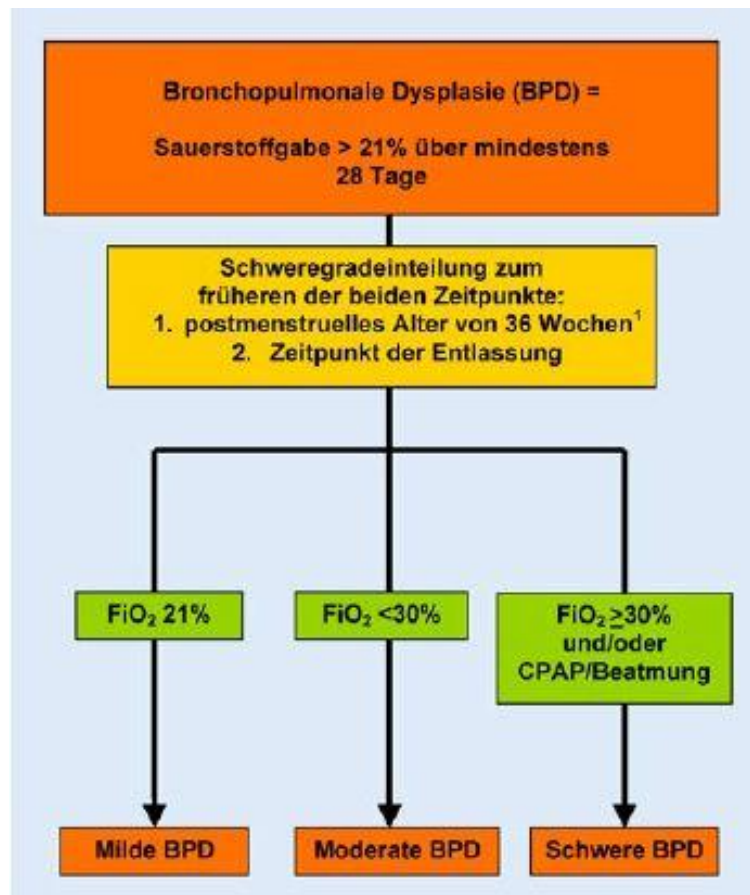 Bronchopulmonale Dysplasie (BPD) =
Sauerstoffgabe > 21% über mindestens
28 Tage
Schweregradeinteilung zum
früheren der beiden Zeitpunkte:
1. postmenstruelles Alter von 36 Wochen¹
2. Zeitpunkt der Entlassung
FiO₂ 21%
FiO₂ <30%
FiO₂ ≥30%
und/oder
CPAP/Beatmung
Milde BPD
Moderate BPD
Schwere BPD